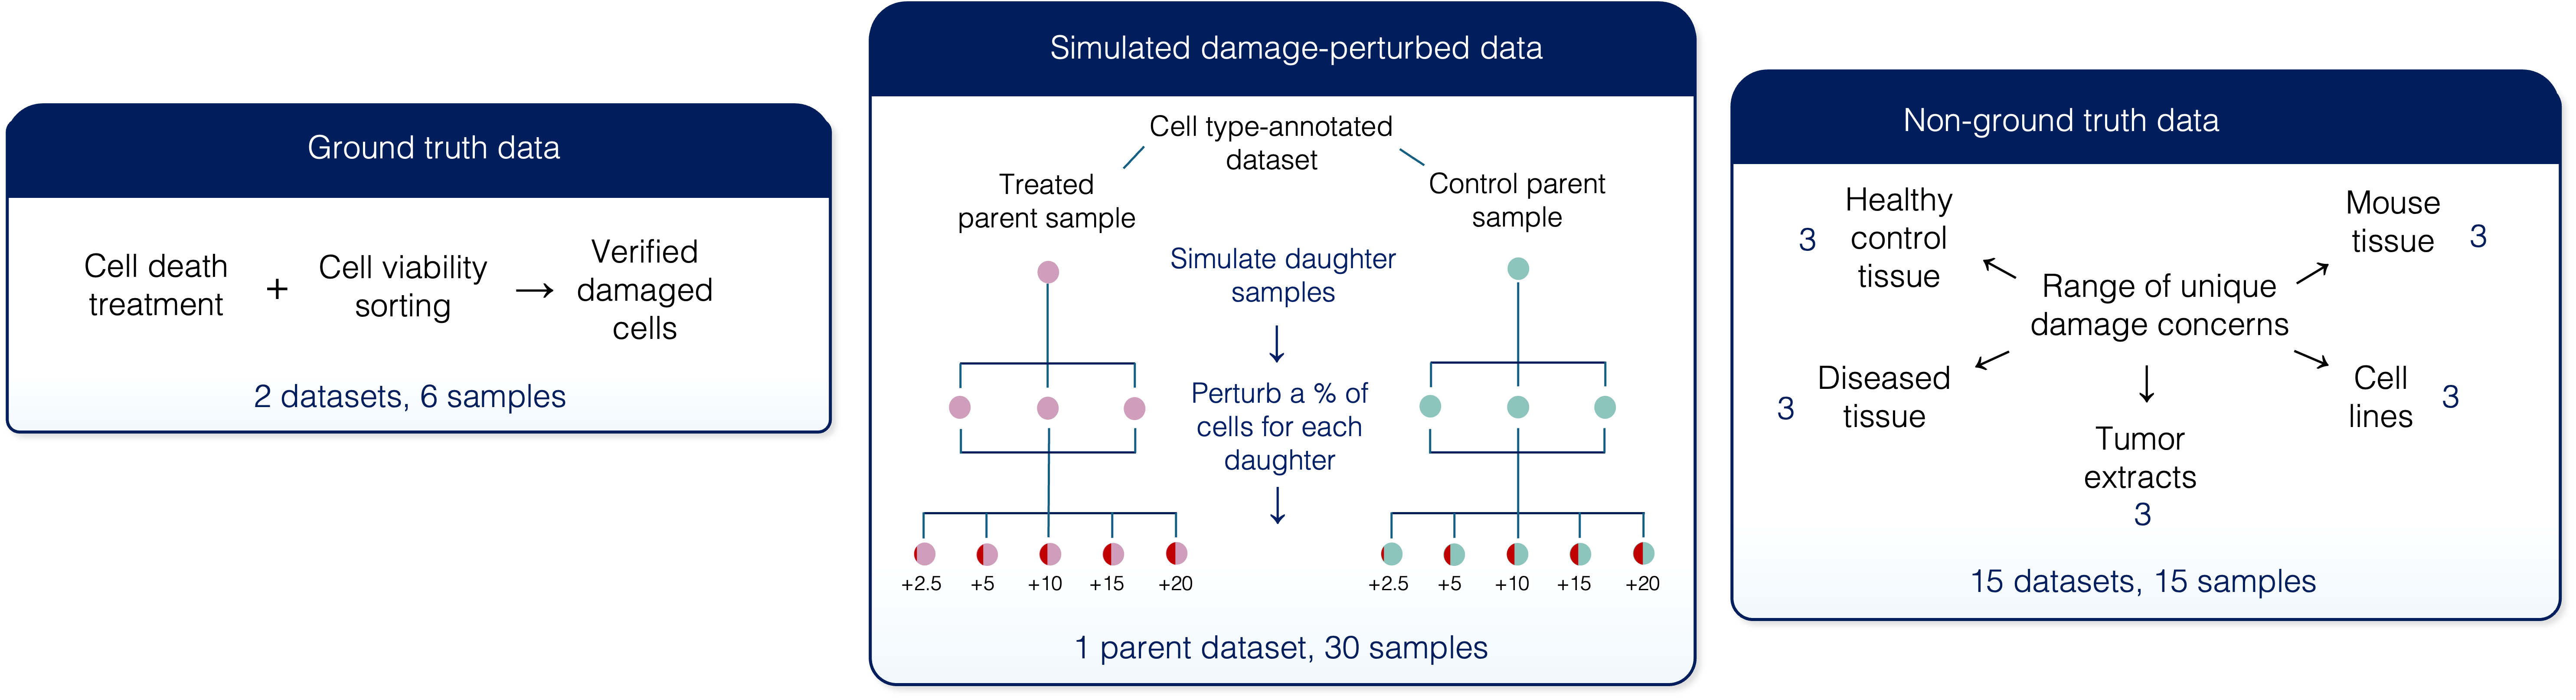 Ground truth data
Cell death
treatment
+
Cell viability
sorting
→
Verified
damaged
cells
2 datasets, 6 samples
Simulated damage-perturbed data
Cell type-annotated
dataset
Treated
parent sample
Control parent
sample
Simulate daughter
samples
Perturb a % of
cells for each
daughter
+2.5
+5
+10
+15
+20
+2.5
+5
+10
+15
+20
1 parent dataset, 30 samples
Non-ground truth data
Healthy
control
tissue
3
Mouse
tissue
3
Range of unique
damage concerns
Diseased
tissue
3
Cell
lines
3
Tumor
extracts
3
15 datasets, 15 samples